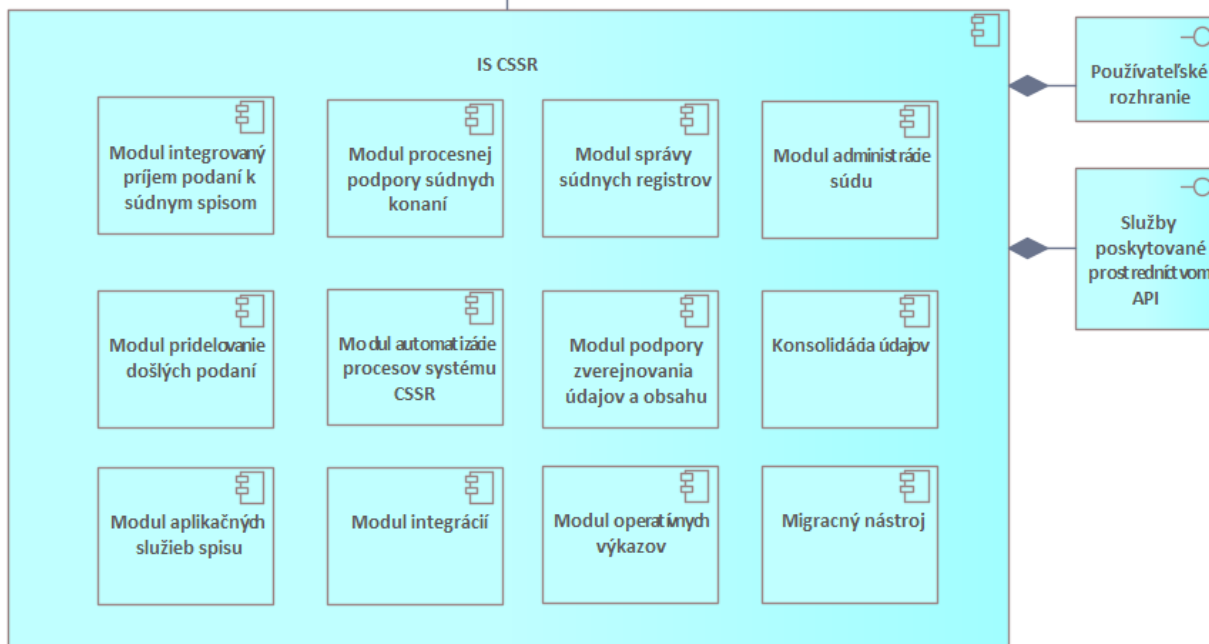 IS CSSR
Modul integrovaný
príjem podaní k
súdnym spisom
Modul procesnej
podpory súdnych
konaní
Modul správy
súdnych registrov
Modul administrácie
súdu
Modul pridelovanie
došlých podaní
Modul automatizácie
procesov systému
CSSR
Modul podpory
zverejnovania
údajov a obsahu
Konsolidácia údajov
Modul aplikačných
služieb spisu
Modul integrácií
Modul operatívnych
výkazov
Migracný nástroj
Používateľské
rozhranie
Služby
poskytované
prostredníctvom
API